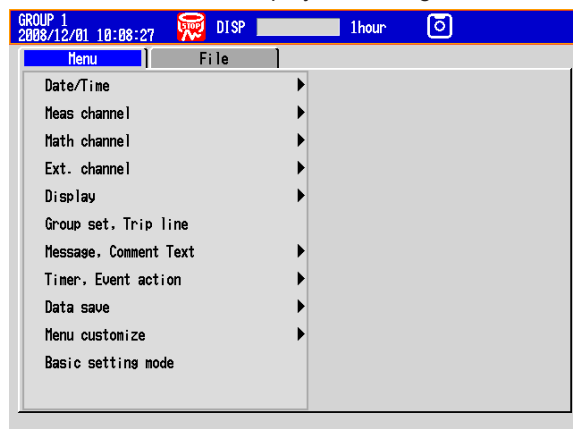 GROUP 1
2008/12/01 10:08:27 STOP DISP 1hour
Menu File
Date/Time
Meas channel
Math channel
Ext. channel
Display
Group set, Trip line
Message, Comment Text
Timer, Event action
Data save
Menu customize
Basic setting mode